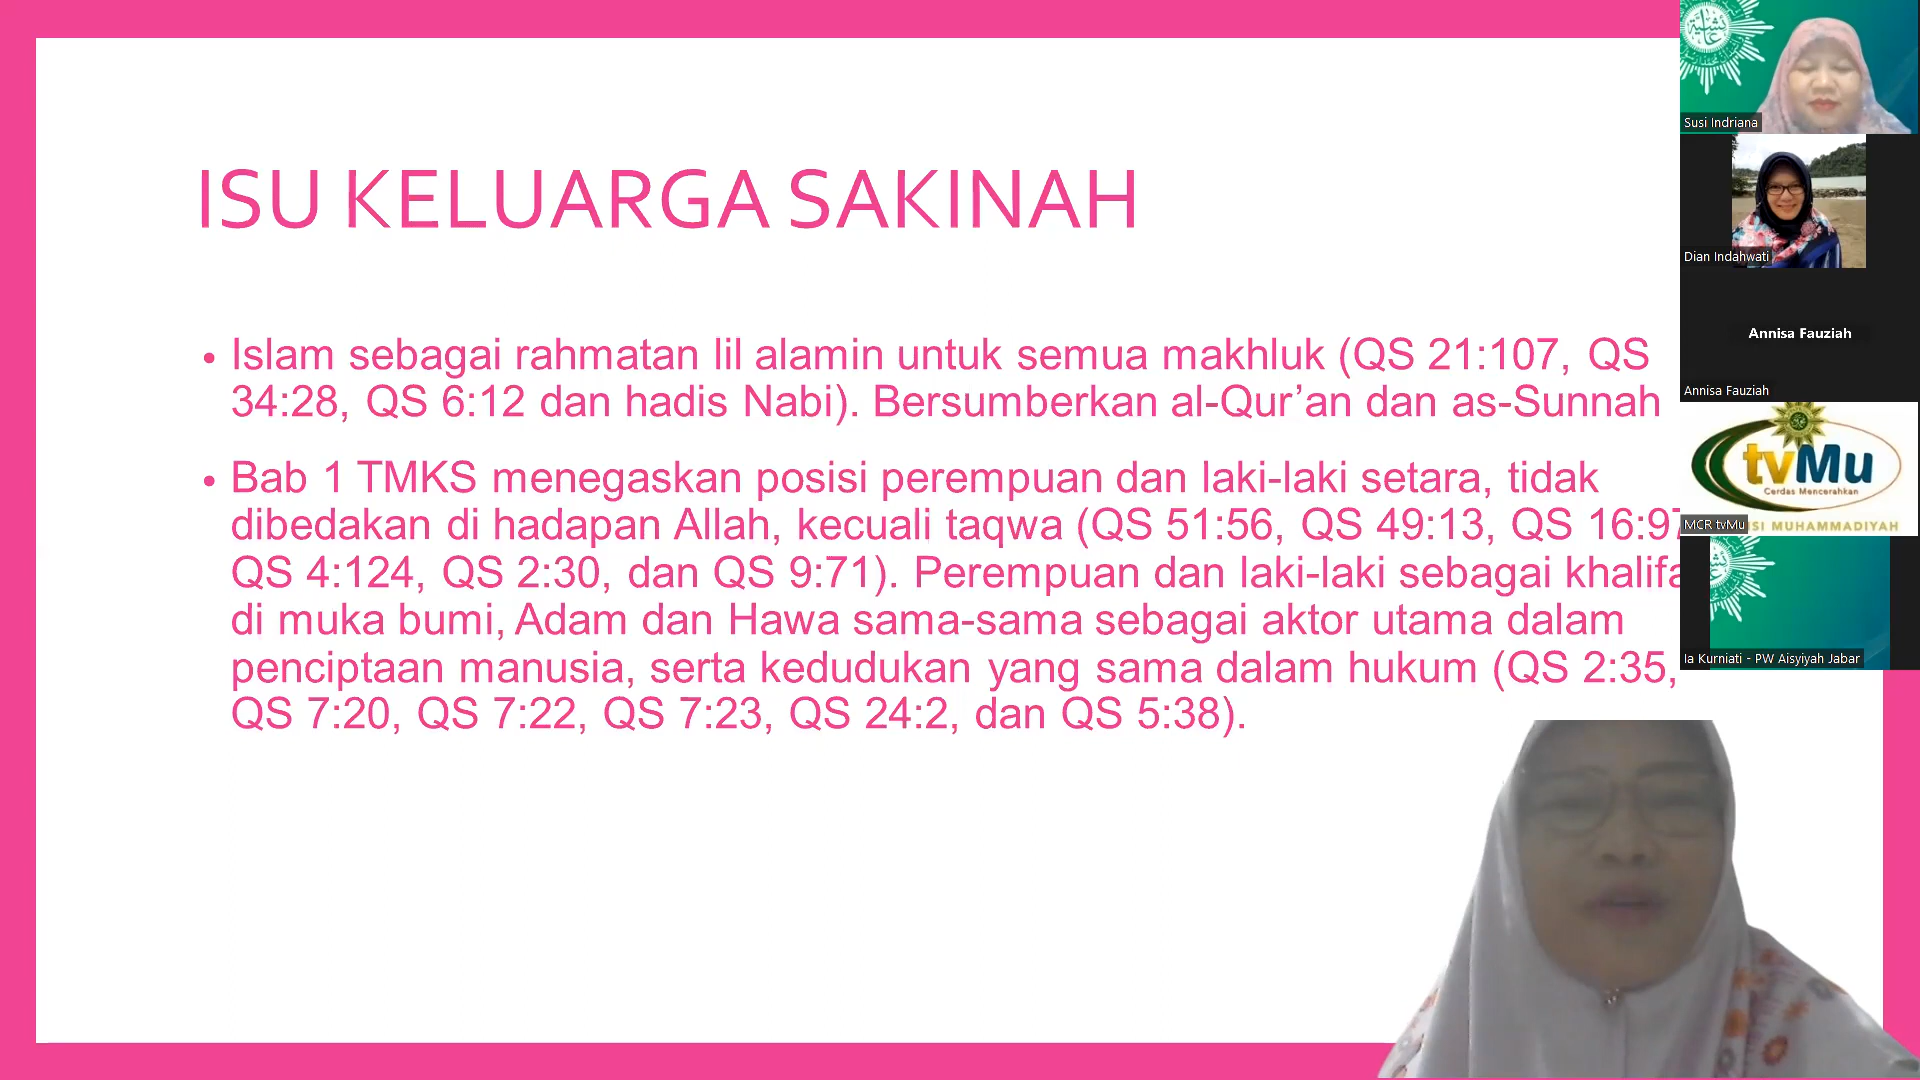 ISU KELUARGA SAKINAH
• Islam sebagai rahmatan lil alamin untuk semua makhluk (QS 21:107, QS
34:28, QS 6:12 dan hadis Nabi). Bersumberkan al-Qur’an dan as-Sunnah
• Bab 1 TMKS menegaskan posisi perempuan dan laki-laki setara, tidak
dibedakan di hadapan Allah, kecuali taqwa (QS 51:56, QS 49:13, QS 16:97
QS 4:124, QS 2:30, dan QS 9:71). Perempuan dan laki-laki sebagai khalifa
di muka bumi, Adam dan Hawa sama-sama sebagai aktor utama dalam
penciptaan manusia, serta kedudukan yang sama dalam hukum (QS 2:35,
QS 7:20, QS 7:22, QS 7:23, QS 24:2, dan QS 5:38).
Susi Indriana
Dian Indahwati
Annisa Fauziah
Annisa Fauziah
tvMu
Cerdas Mencerahkan
MUHAMMADIYAH
MCR tvMu
Ia Kurniati - PW Aisyiyah Jabar